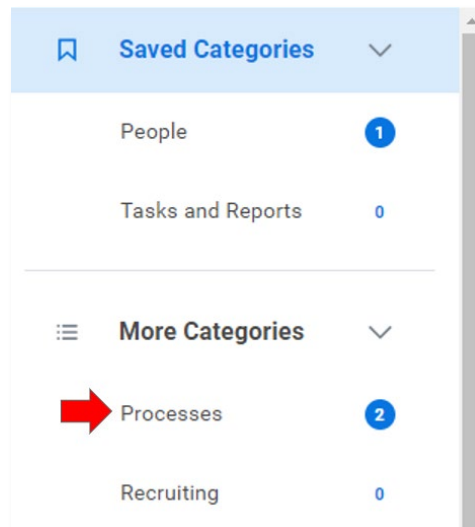 Saved Categories
People 1
Tasks and Reports 0
More Categories
Processes 2
Recruiting 0